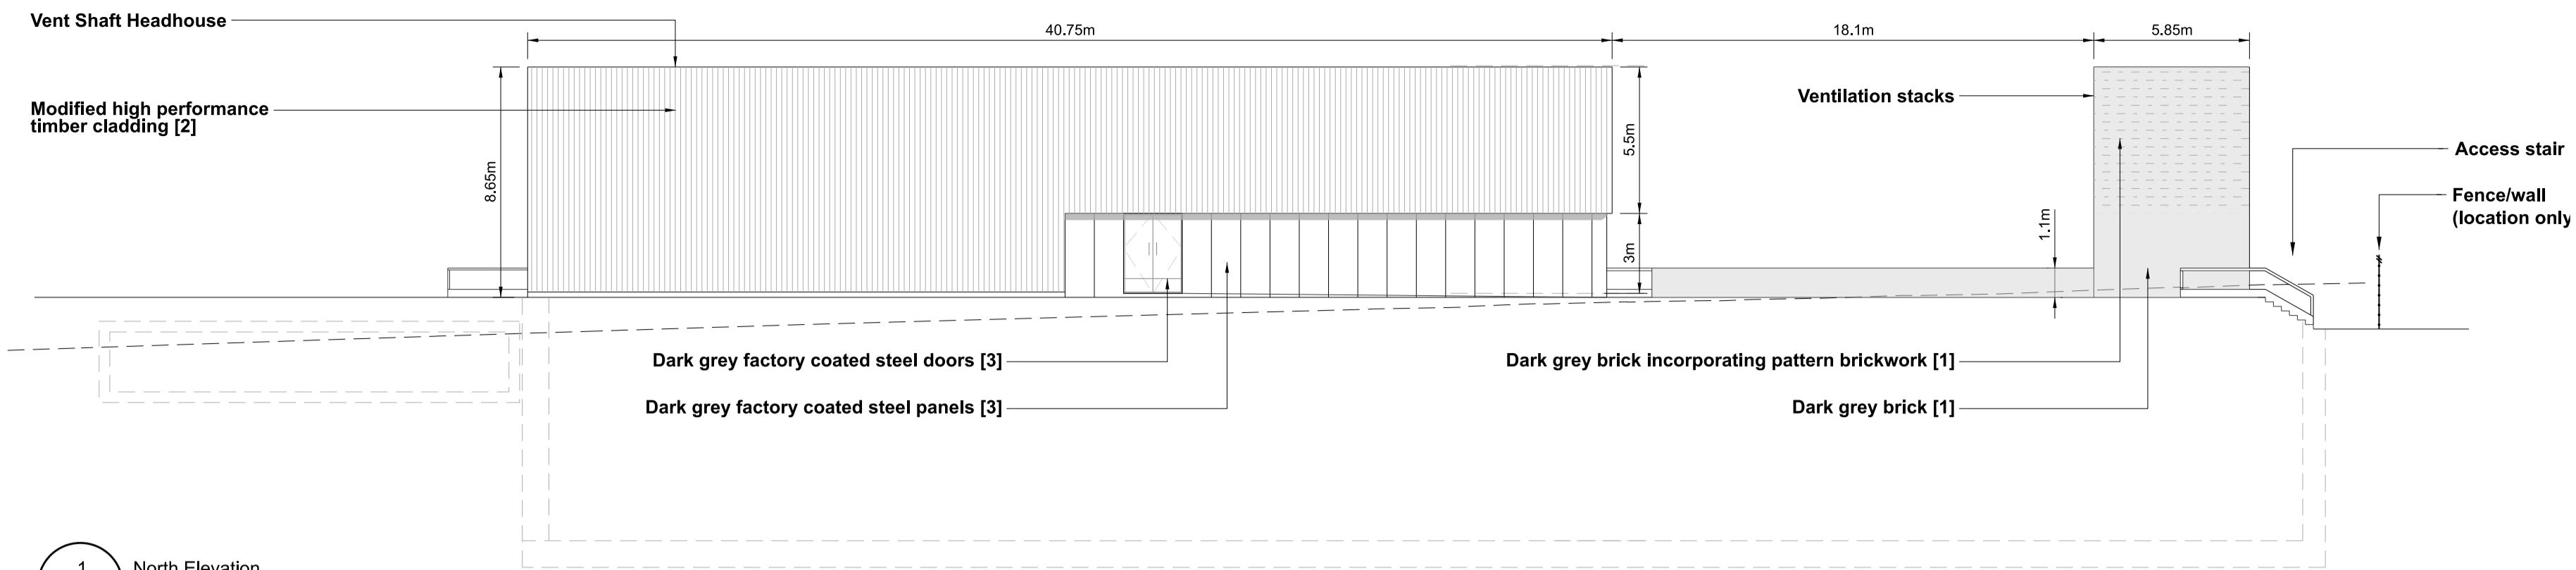 Vent Shaft Headhouse
40.75m
18.1m
5.85m
Modified high performance
timber cladding [2]
Ventilation stacks
8.65m
5.5m
3m
1.1m
Access stair
Fence/wall
(location only
Dark grey factory coated steel doors [3]
Dark grey brick incorporating pattern brickwork [1]
Dark grey factory coated steel panels [3]
Dark grey brick [1]
1
North Elevation